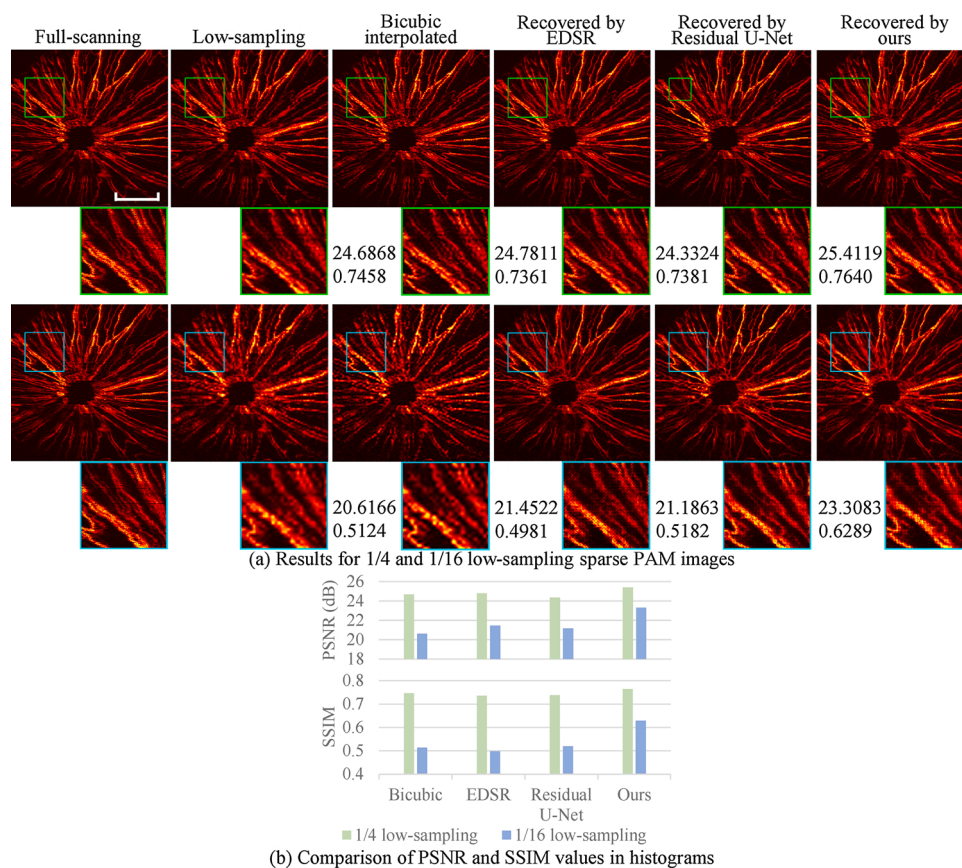 Full-scanning
Low-sampling
Bicubic
interpolated
Recovered by
EDSR
Recovered by
Residual U-Net
Recovered by
ours
24.6868
0.7458
24.7811
0.7361
24.3324
0.7381
25.4119
0.7640
20.6166
0.5124
21.4522
0.4981
21.1863
0.5182
23.3083
0.6289
(a) Results for 1/4 and 1/16 low-sampling sparse PAM images
PSNR (dB)
26
24
22
20
18
SSIM
0.8
0.7
0.6
0.5
0.4
Bicubic
EDSR
Residual
U-Net
Ours
1/4 low-sampling
1/16 low-sampling
(b) Comparison of PSNR and SSIM values in histograms